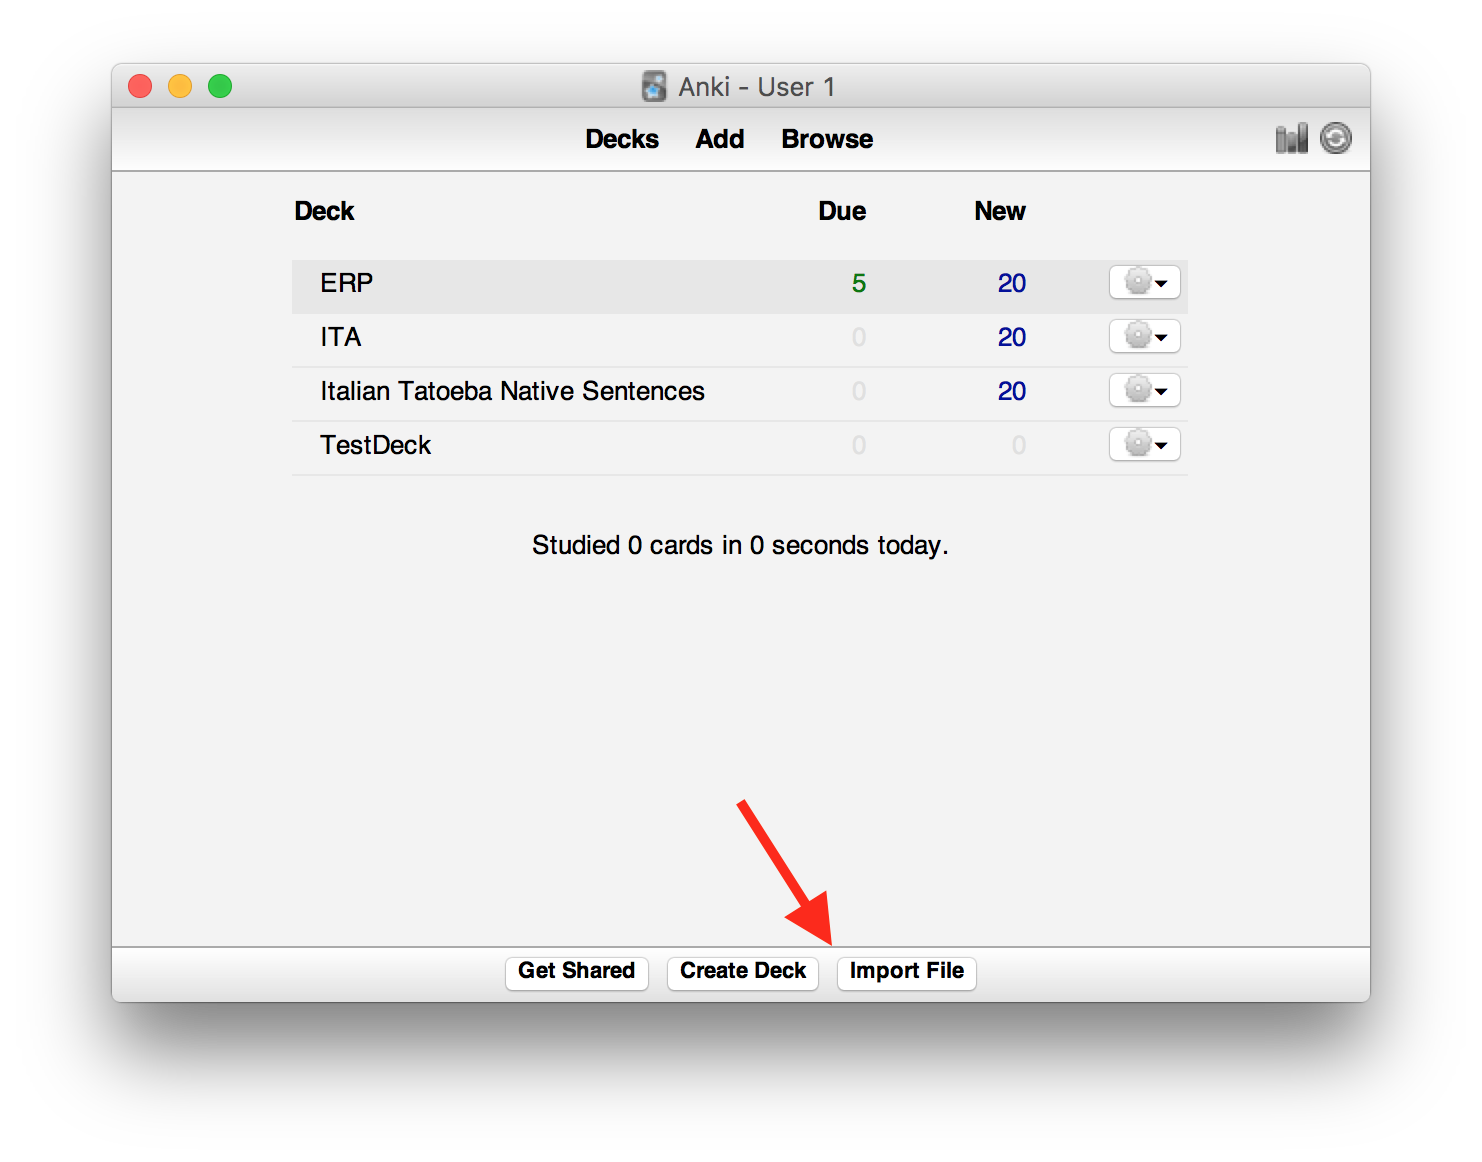 Anki - User 1
Decks Add Browse
Deck Due New
ERP 5 20
ITA 0 20
Italian Tatoeba Native Sentences 0 20
TestDeck 0 0
Studied 0 cards in 0 seconds today.
Get Shared Create Deck Import File